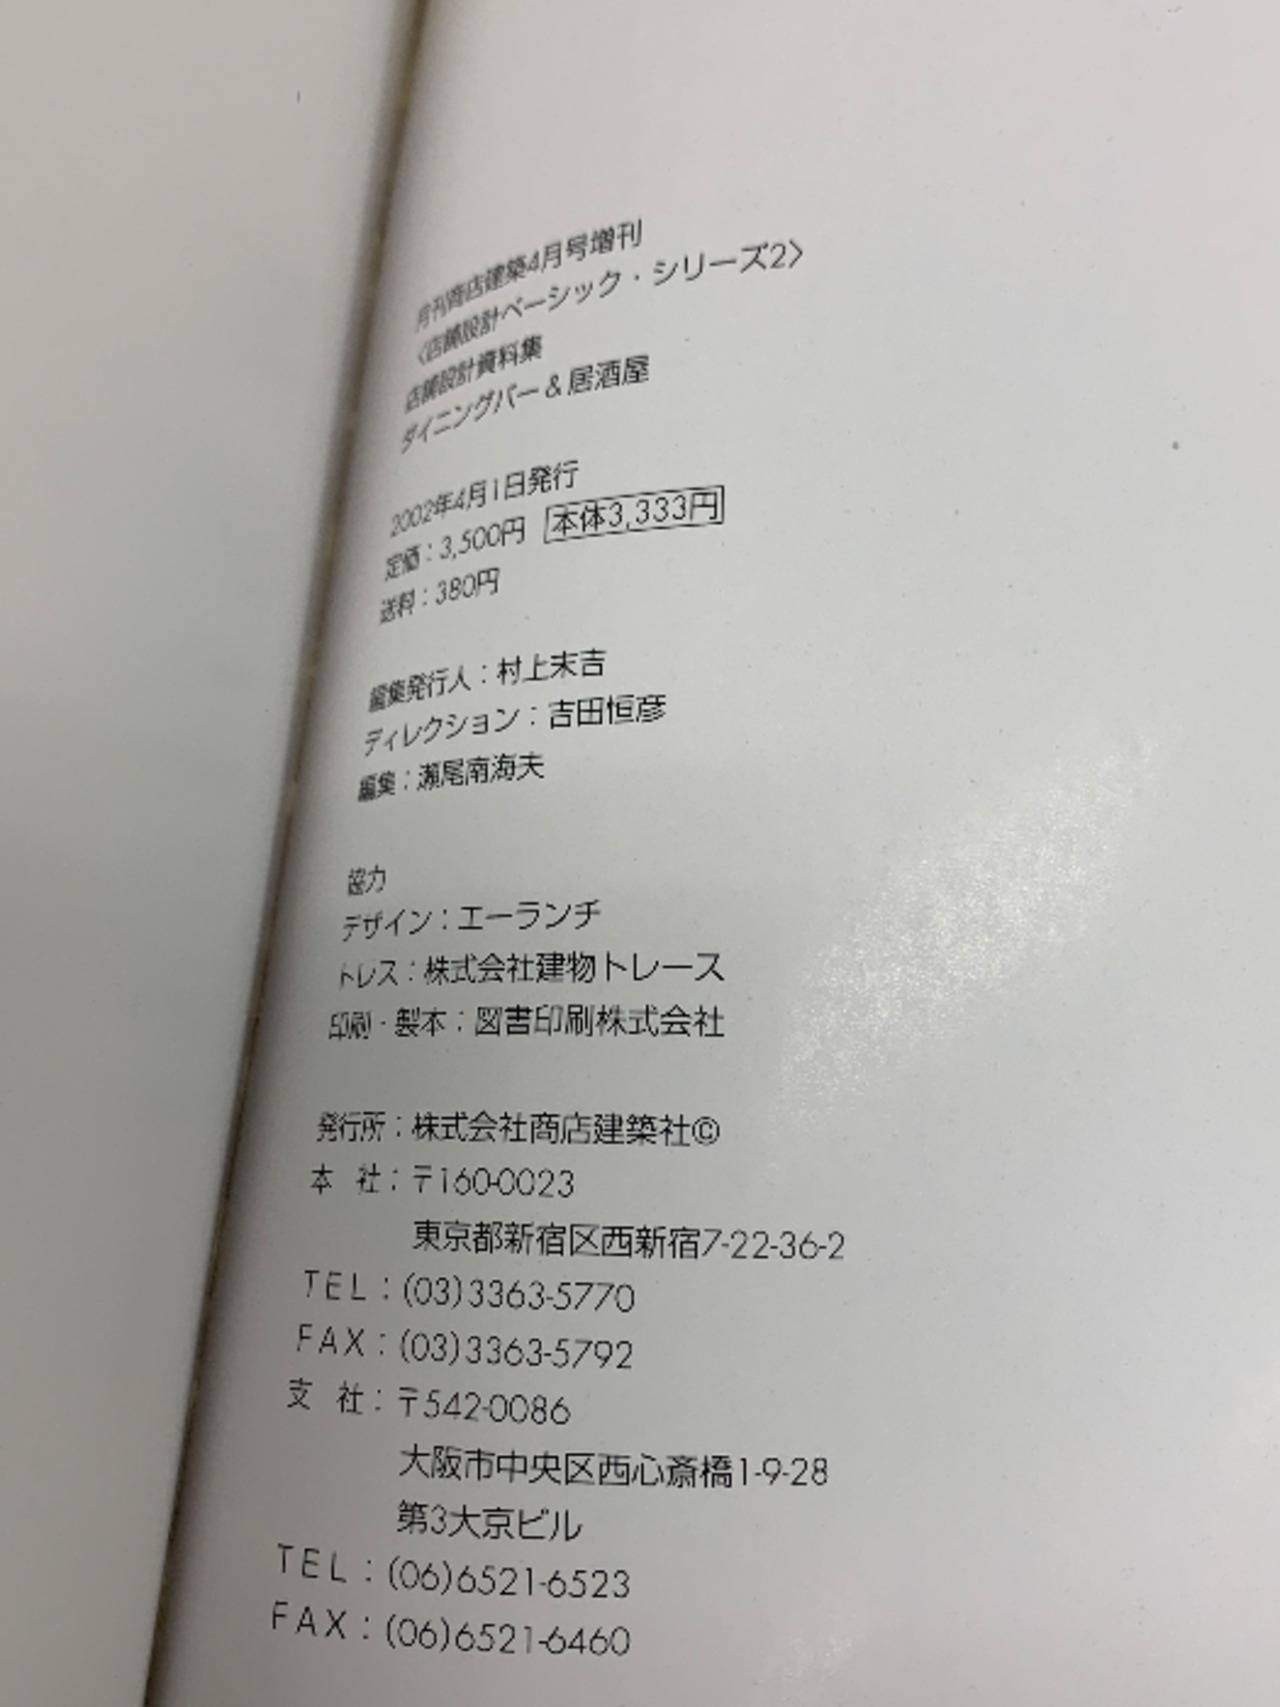 月刊商店建築4月号増刊
〈店舗設計ベーシック・シリーズ2〉
店舗設計資料集
ダイニングバー＆居酒屋
2002年4月1日発行
定価：3,500円 本体3,333円
送料：380円
編集発行人：村上末吉
ディレクション：吉田恒彦
編集：瀬尾南海夫
協力
デザイン：エーランチ
トレス：株式会社建物トレース
印刷・製本：図書印刷株式会社
発行所：株式会社商店建築社©
本　社：〒160-0023
東京都新宿区西新宿7-22-36-2
TEL：(03)3363-5770
FAX：(03)3363-5792
支　社：〒542-0086
大阪市中央区西心斎橋1-9-28
第3大京ビル
TEL：(06)6521-6523
FAX：(06)6521-6460